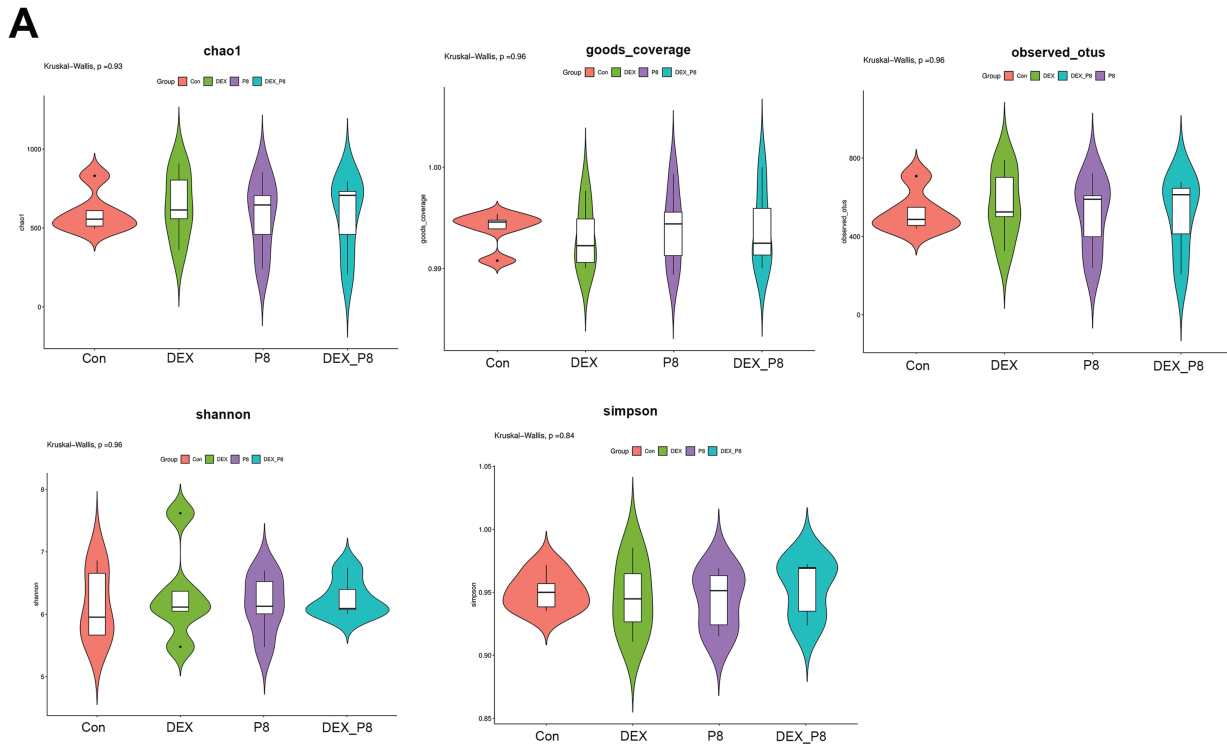 A
chao1
Kruskal−Wallis, p =0.93
Group Con DEX P8 DEX_P8
1000
500
0
chao1
Con DEX P8 DEX_P8
goods_coverage
Kruskal−Wallis, p =0.96
Group Con DEX P8 DEX_P8
1.00
0.99
goods_coverage
Con DEX P8 DEX_P8
observed_otus
Kruskal−Wallis, p =0.96
Group Con DEX DEX_P8 P8
800
400
0
observed_otus
Con DEX P8 DEX_P8
shannon
Kruskal−Wallis, p =0.96
Group Con DEX P8 DEX_P8
8
7
6
5
shannon
Con DEX P8 DEX_P8
simpson
Kruskal−Wallis, p =0.84
Group Con DEX P8 DEX_P8
1.05
1.00
0.95
0.90
0.85
simpson
Con DEX P8 DEX_P8